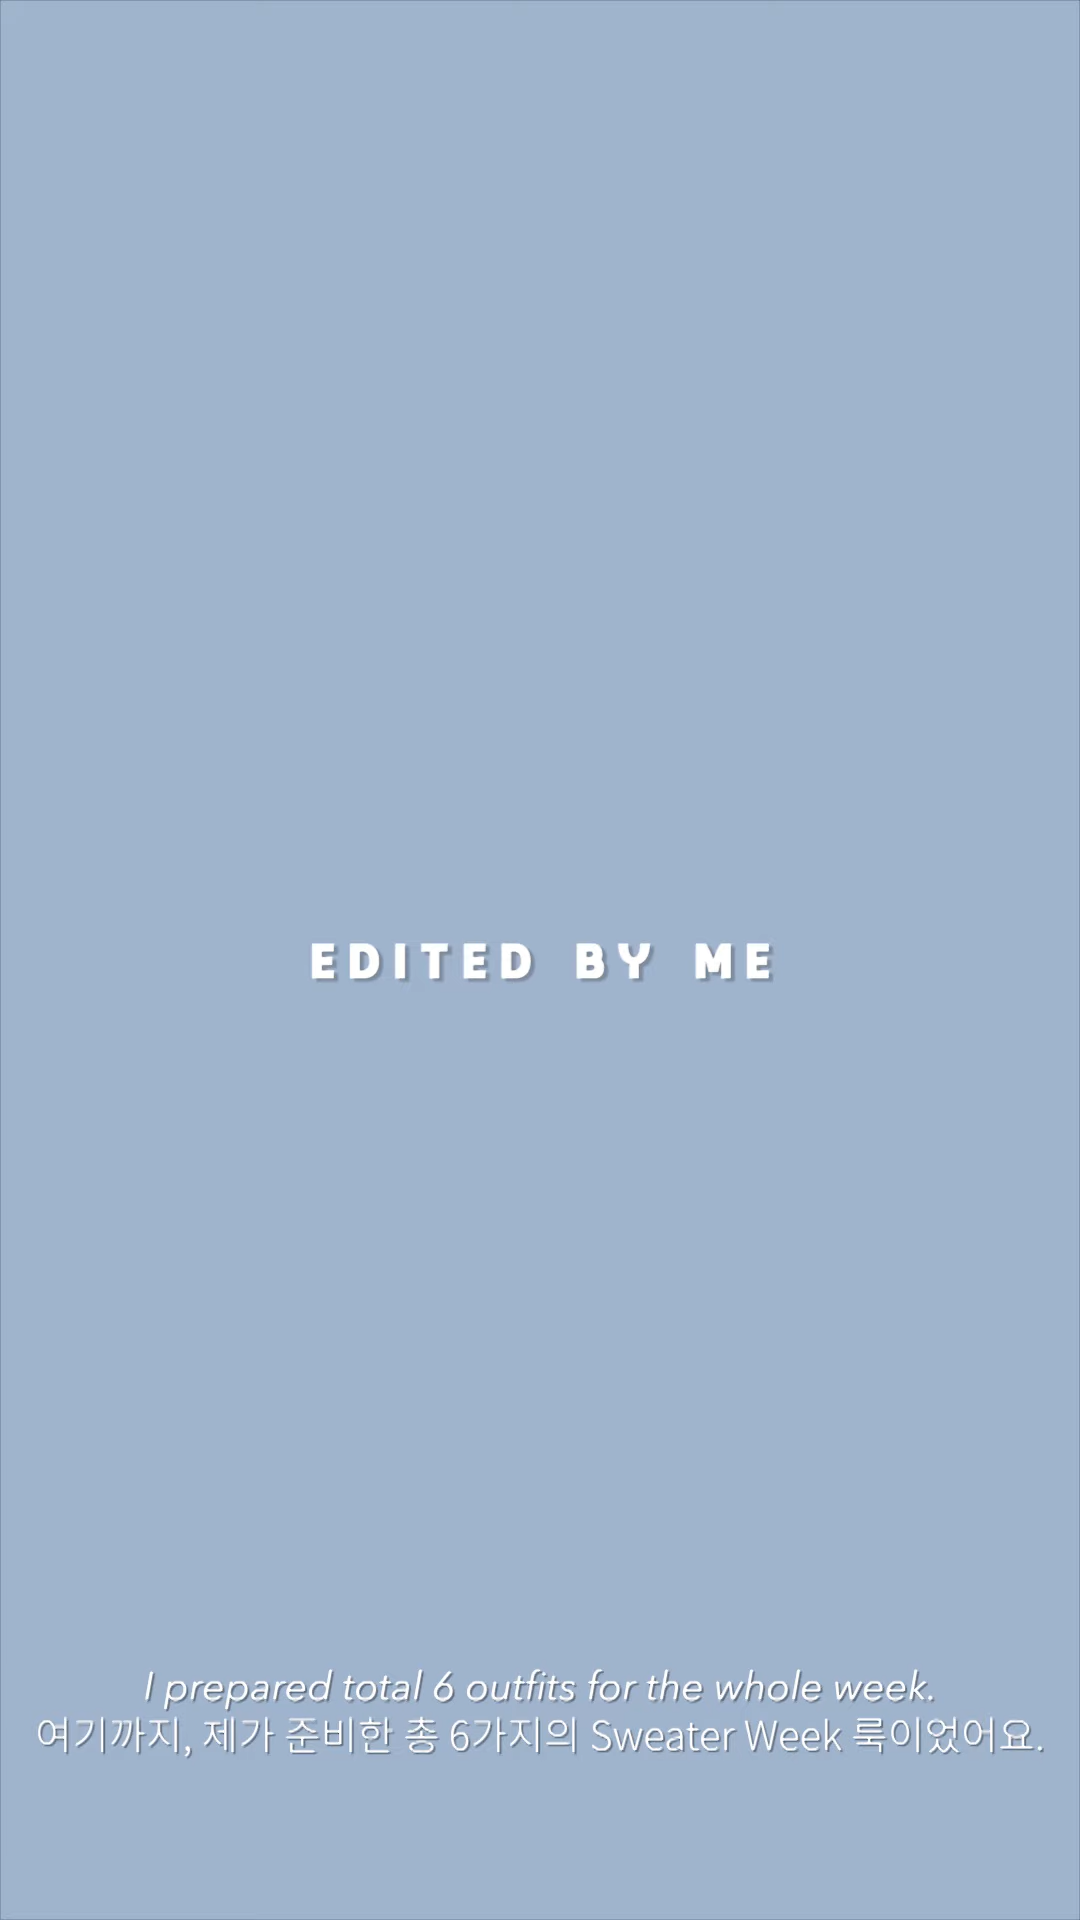 EDITED BY ME
I prepared total 6 outfits for the whole week.
여기까지, 제가 준비한 총 6가지의 Sweater Week 룩이었어요.